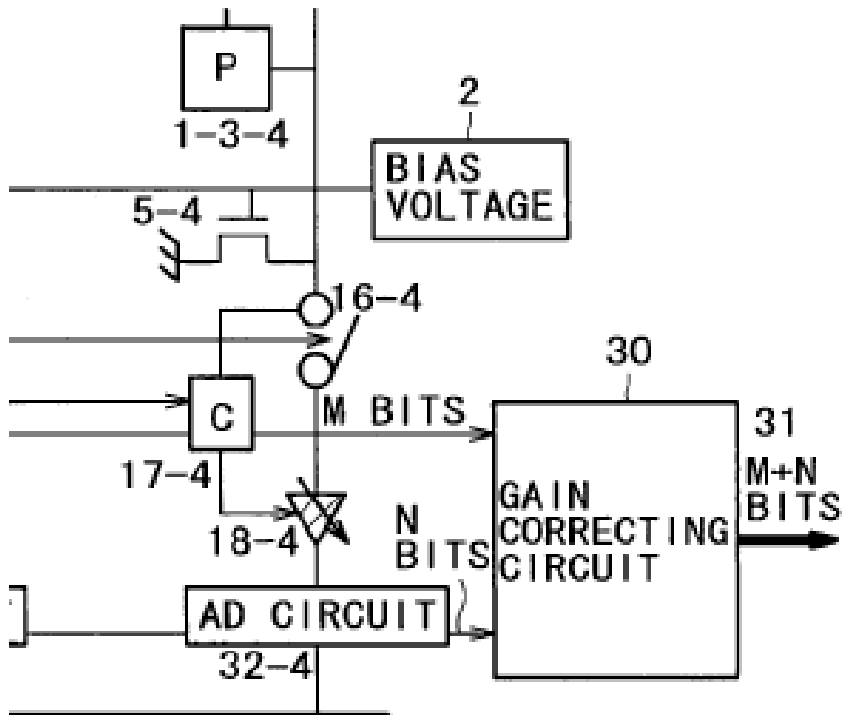 P
1-3-4
2
BIAS
VOLTAGE
5-4
16-4
30
C
M BITS
31
17-4
M+N
BITS
GAIN
CORRECTING
CIRCUIT
18-4
N
BITS
AD CIRCUIT
32-4